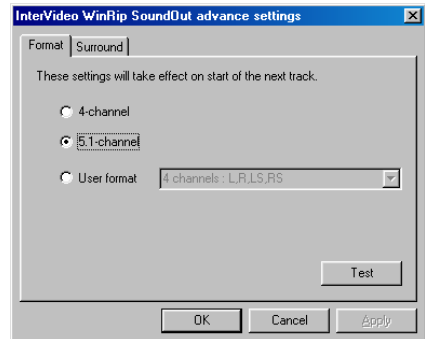 InterVideo WinRip SoundOut advance settings
Format Surround
These settings will take effect on start of the next track.
4-channel
5.1-channel
User format 4 channels : L,R,LS,RS
Test
OK Cancel Apply